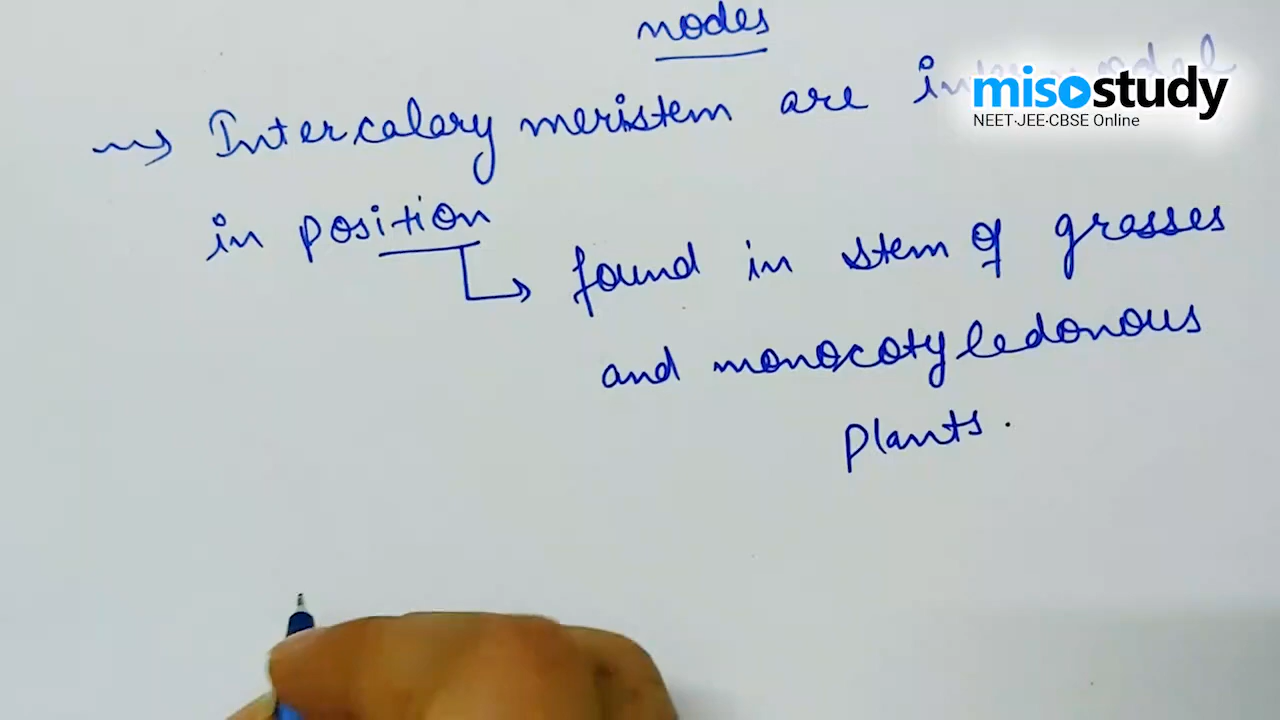 nodes
misostudy
NEET·JEE·CBSE Online
⇝ Intercalary meristem are
in position
↳ found in stem of grasses
and monocotyledonous
plants.